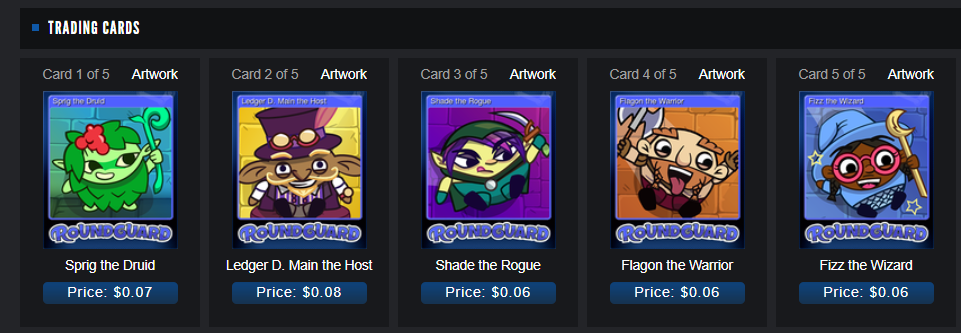 TRADING CARDS
Card 1 of 5 Artwork
Card 2 of 5 Artwork
Card 3 of 5 Artwork
Card 4 of 5 Artwork
Card 5 of 5 Artwork
Sprig the Druid
Ledger D. Main the Host
Shade the Rogue
Flagon the Warrior
Fizz the Wizard
ROUNDGUARD
ROUNDGUARD
ROUNDGUARD
ROUNDGUARD
ROUNDGUARD
Sprig the Druid
Ledger D. Main the Host
Shade the Rogue
Flagon the Warrior
Fizz the Wizard
Price: $0.07
Price: $0.08
Price: $0.06
Price: $0.06
Price: $0.06